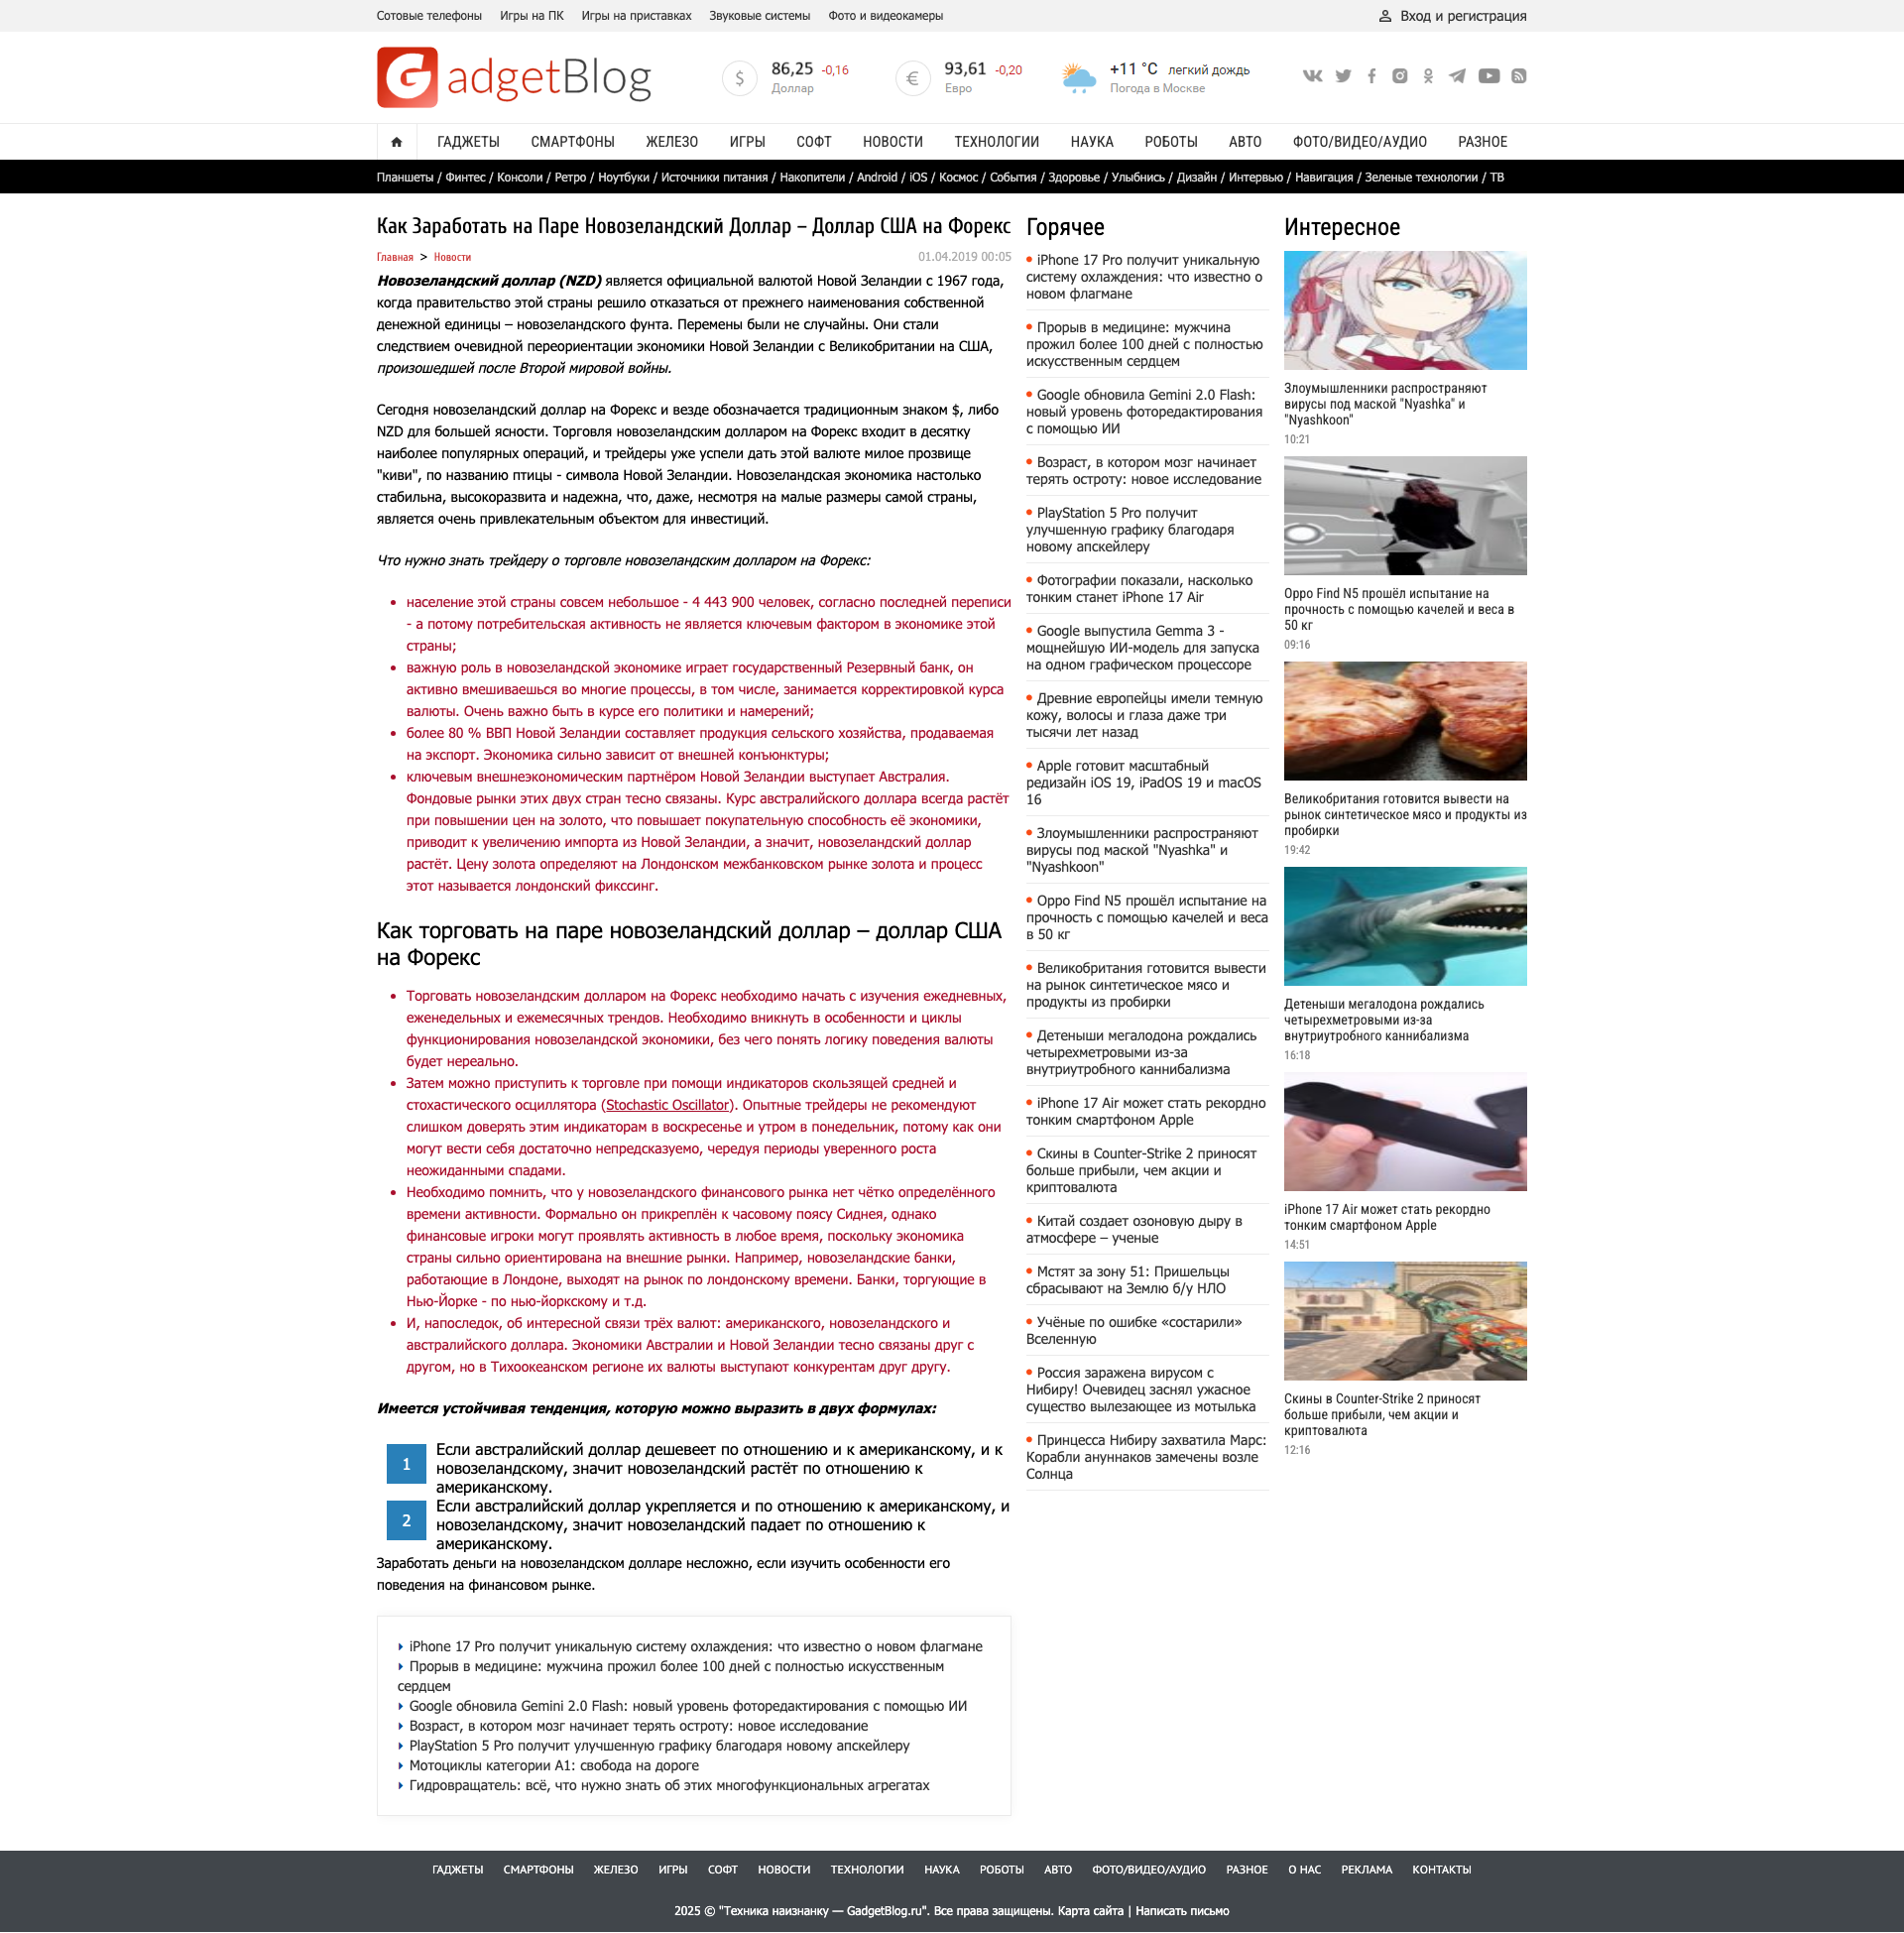 Сотовые телефоны Игры на ПК Игры на приставках Звуковые системы Фото и видеокамеры Вход и регистрация
GadgetBlog
86,25 -0,16
Доллар
93,61 -0,20
Евро
+11 °C легкий дождь
Погода в Москве
ГАДЖЕТЫ СМАРТФОНЫ ЖЕЛЕЗО ИГРЫ СОФТ НОВОСТИ ТЕХНОЛОГИИ НАУКА РОБОТЫ АВТО ФОТО/ВИДЕО/АУДИО РАЗНОЕ
Планшеты / Финтес / Консоли / Ретро / Ноутбуки / Источники питания / Накопители / Android / iOS / Космос / События / Здоровье / Улыбнись / Дизайн / Интервью / Навигация / Зеленые технологии / ТВ
Как Заработать на Паре Новозеландский Доллар – Доллар США на Форекс
Главная > Новости 01.04.2019 00:05
Новозеландский доллар (NZD) является официальной валютой Новой Зеландии с 1967 года,
когда правительство этой страны решило отказаться от прежнего наименования собственной
денежной единицы – новозеландского фунта. Перемены были не случайны. Они стали
следствием очевидной переориентации экономики Новой Зеландии с Великобритании на США,
произошедшей после Второй мировой войны.
Сегодня новозеландский доллар на Форекс и везде обозначается традиционным знаком $, либо
NZD для большей ясности. Торговля новозеландским долларом на Форекс входит в десятку
наиболее популярных операций, и трейдеры уже успели дать этой валюте милое прозвище
"киви", по названию птицы - символа Новой Зеландии. Новозеландская экономика настолько
стабильна, высокоразвита и надежна, что, даже, несмотря на малые размеры самой страны,
является очень привлекательным объектом для инвестиций.
Что нужно знать трейдеру о торговле новозеландским долларом на Форекс:
население этой страны совсем небольшое - 4 443 900 человек, согласно последней переписи
- а потому потребительская активность не является ключевым фактором в экономике этой
страны;
важную роль в новозеландской экономике играет государственный Резервный банк, он
активно вмешиваешься во многие процессы, в том числе, занимается корректировкой курса
валюты. Очень важно быть в курсе его политики и намерений;
более 80 % ВВП Новой Зеландии составляет продукция сельского хозяйства, продаваемая
на экспорт. Экономика сильно зависит от внешней конъюнктуры;
ключевым внешнеэкономическим партнёром Новой Зеландии выступает Австралия.
Фондовые рынки этих двух стран тесно связаны. Курс австралийского доллара всегда растёт
при повышении цен на золото, что повышает покупательную способность её экономики,
приводит к увеличению импорта из Новой Зеландии, а значит, новозеландский доллар
растёт. Цену золота определяют на Лондонском межбанковском рынке золота и процесс
этот называется лондонский фикссинг.
Как торговать на паре новозеландский доллар – доллар США
на Форекс
Торговать новозеландским долларом на Форекс необходимо начать с изучения ежедневных,
еженедельных и ежемесячных трендов. Необходимо вникнуть в особенности и циклы
функционирования новозеландской экономики, без чего понять логику поведения валюты
будет нереально.
Затем можно приступить к торговле при помощи индикаторов скользящей средней и
стохастического осциллятора (Stochastic Oscillator). Опытные трейдеры не рекомендуют
слишком доверять этим индикаторам в воскресенье и утром в понедельник, потому как они
могут вести себя достаточно непредсказуемо, чередуя периоды уверенного роста
неожиданными спадами.
Необходимо помнить, что у новозеландского финансового рынка нет чётко определённого
времени активности. Формально он прикреплён к часовому поясу Сиднея, однако
финансовые игроки могут проявлять активность в любое время, поскольку экономика
страны сильно ориентирована на внешние рынки. Например, новозеландские банки,
работающие в Лондоне, выходят на рынок по лондонскому времени. Банки, торгующие в
Нью-Йорке - по нью-йоркскому и т.д.
И, напоследок, об интересной связи трёх валют: американского, новозеландского и
австралийского доллара. Экономики Австралии и Новой Зеландии тесно связаны друг с
другом, но в Тихоокеанском регионе их валюты выступают конкурентам друг другу.
Имеется устойчивая тенденция, которую можно выразить в двух формулах:
1 Если австралийский доллар дешевеет по отношению и к американскому, и к
новозеландскому, значит новозеландский растёт по отношению к
американскому.
2 Если австралийский доллар укрепляется и по отношению к американскому, и
новозеландскому, значит новозеландский падает по отношению к
американскому.
Заработать деньги на новозеландском долларе несложно, если изучить особенности его
поведения на финансовом рынке.
iPhone 17 Pro получит уникальную систему охлаждения: что известно о новом флагмане
Прорыв в медицине: мужчина прожил более 100 дней с полностью искусственным
сердцем
Google обновила Gemini 2.0 Flash: новый уровень фоторедактирования с помощью ИИ
Возраст, в котором мозг начинает терять остроту: новое исследование
PlayStation 5 Pro получит улучшенную графику благодаря новому апскейлеру
Мотоциклы категории А1: свобода на дороге
Гидровращатель: всё, что нужно знать об этих многофункциональных агрегатах
Горячее
iPhone 17 Pro получит уникальную
систему охлаждения: что известно о
новом флагмане
Прорыв в медицине: мужчина
прожил более 100 дней с полностью
искусственным сердцем
Google обновила Gemini 2.0 Flash:
новый уровень фоторедактирования
с помощью ИИ
Возраст, в котором мозг начинает
терять остроту: новое исследование
PlayStation 5 Pro получит
улучшенную графику благодаря
новому апскейлеру
Фотографии показали, насколько
тонким станет iPhone 17 Air
Google выпустила Gemma 3 -
мощнейшую ИИ-модель для запуска
на одном графическом процессоре
Древние европейцы имели темную
кожу, волосы и глаза даже три
тысячи лет назад
Apple готовит масштабный
редизайн iOS 19, iPadOS 19 и macOS
16
Злоумышленники распространяют
вирусы под маской "Nyashka" и
"Nyashkoon"
Oppo Find N5 прошёл испытание на
прочность с помощью качелей и веса
в 50 кг
Великобритания готовится вывести
на рынок синтетическое мясо и
продукты из пробирки
Детеныши мегалодона рождались
четырехметровыми из-за
внутриутробного каннибализма
iPhone 17 Air может стать рекордно
тонким смартфоном Apple
Скины в Counter-Strike 2 приносят
больше прибыли, чем акции и
криптовалюта
Китай создает озоновую дыру в
атмосфере – ученые
Мстят за зону 51: Пришельцы
сбрасывают на Землю б/у НЛО
Учёные по ошибке «состарили»
Вселенную
Россия заражена вирусом с
Нибиру! Очевидец заснял ужасное
существо вылезающее из мотылька
Принцесса Нибиру захватила Марс:
Корабли ануннаков замечены возле
Солнца
Интересное
Злоумышленники распространяют
вирусы под маской "Nyashka" и
"Nyashkoon"
10:21
Oppo Find N5 прошёл испытание на
прочность с помощью качелей и веса в
50 кг
09:16
Великобритания готовится вывести на
рынок синтетическое мясо и продукты из
пробирки
19:42
Детеныши мегалодона рождались
четырехметровыми из-за
внутриутробного каннибализма
16:18
iPhone 17 Air может стать рекордно
тонким смартфоном Apple
14:51
Скины в Counter-Strike 2 приносят
больше прибыли, чем акции и
криптовалюта
12:16
ГАДЖЕТЫ СМАРТФОНЫ ЖЕЛЕЗО ИГРЫ СОФТ НОВОСТИ ТЕХНОЛОГИИ НАУКА РОБОТЫ АВТО ФОТО/ВИДЕО/АУДИО РАЗНОЕ О НАС РЕКЛАМА КОНТАКТЫ
2025 © "Техника наизнанку — GadgetBlog.ru". Все права защищены. Карта сайта | Написать письмо